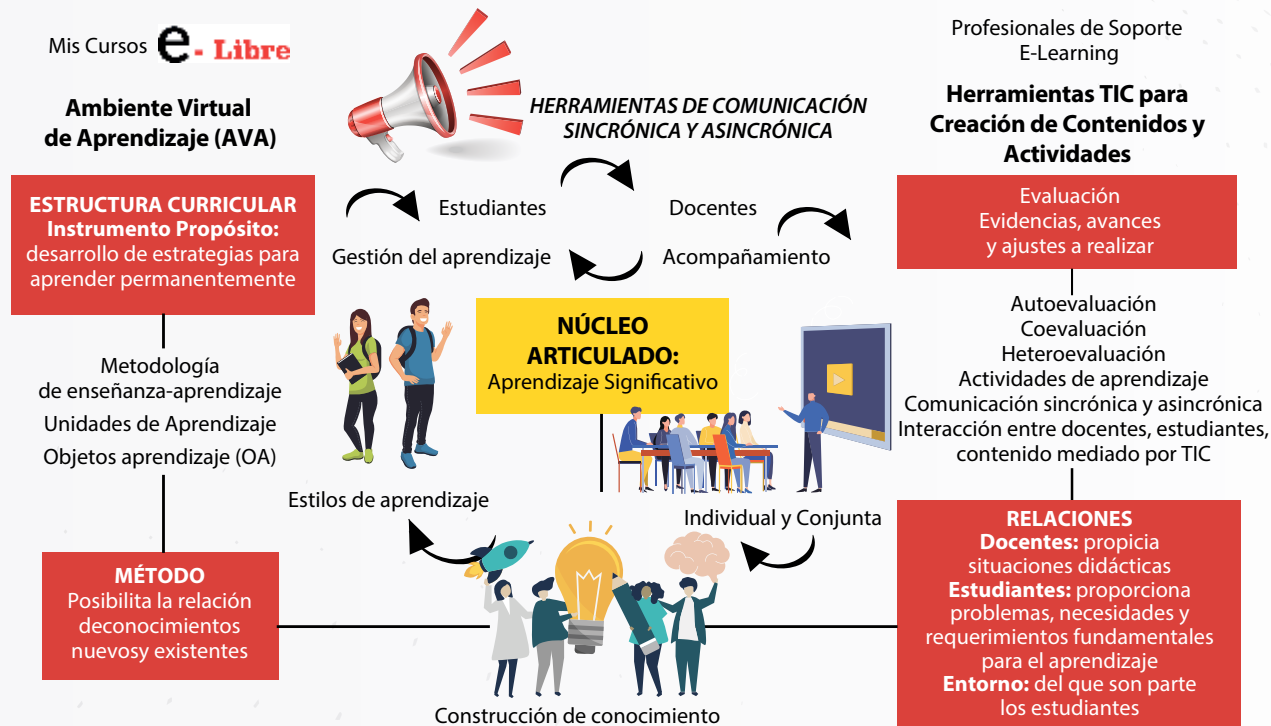 Mis Cursos e - Libre
Ambiente Virtual
de Aprendizaje (AVA)
ESTRUCTURA CURRICULAR
Instrumento Propósito:
desarrollo de estrategias para
aprender permanentemente
Metodología
de enseñanza-aprendizaje
Unidades de Aprendizaje
Objetos aprendizaje (OA)
MÉTODO
Posibilita la relación
deconocimientos
nuevosy existentes
HERRAMIENTAS DE COMUNICACIÓN
SINCRÓNICA Y ASINCRÓNICA
Estudiantes
Docentes
Gestión del aprendizaje
Acompañamiento
NÚCLEO
ARTICULADO:
Aprendizaje Significativo
Estilos de aprendizaje
Individual y Conjunta
Construcción de conocimiento
Profesionales de Soporte
E-Learning
Herramientas TIC para
Creación de Contenidos y
Actividades
Evaluación
Evidencias, avances
y ajustes a realizar
Autoevaluación
Coevaluación
Heteroevaluación
Actividades de aprendizaje
Comunicación sincrónica y asincrónica
Interacción entre docentes, estudiantes,
contenido mediado por TIC
RELACIONES
Docentes: propicia
situaciones didácticas
Estudiantes: proporciona
problemas, necesidades y
requerimientos fundamentales
para el aprendizaje
Entorno: del que son parte
los estudiantes